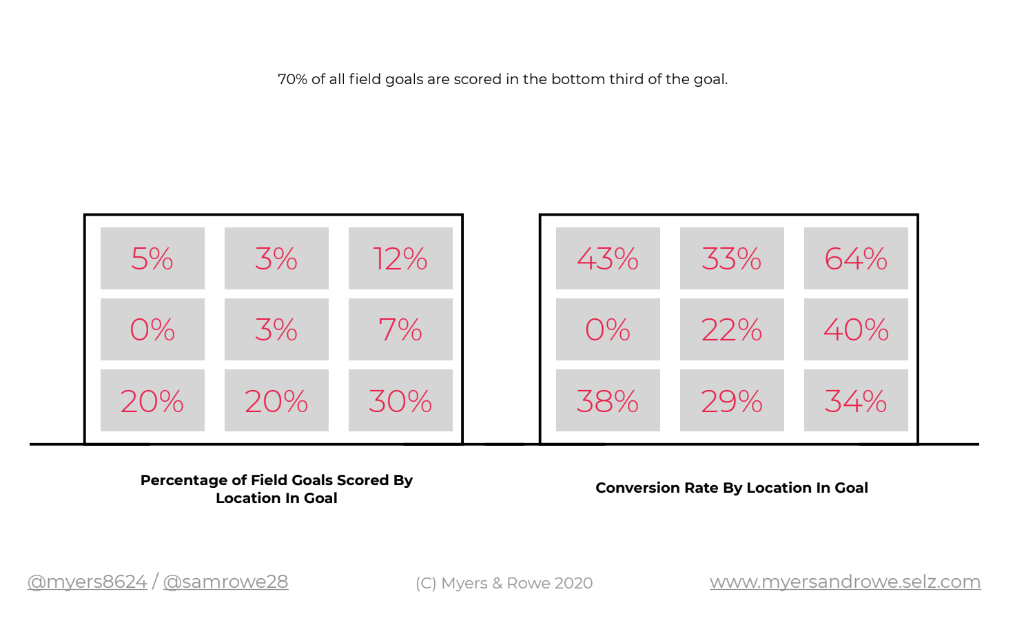 70% of all field goals are scored in the bottom third of the goal.
5% 3% 12%
0% 3% 7%
20% 20% 30%
Percentage of Field Goals Scored By
Location In Goal
43% 33% 64%
0% 22% 40%
38% 29% 34%
Conversion Rate By Location In Goal
@myers8624 / @samrowe28
(C) Myers & Rowe 2020
www.myersandrowe.selz.com